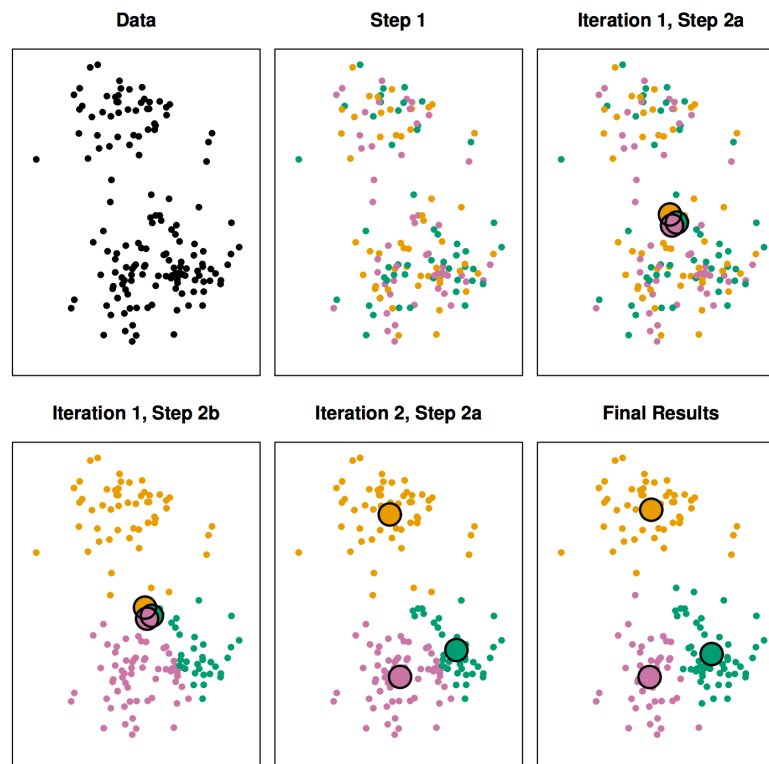 Data
Step 1
Iteration 1, Step 2a
Iteration 1, Step 2b
Iteration 2, Step 2a
Final Results